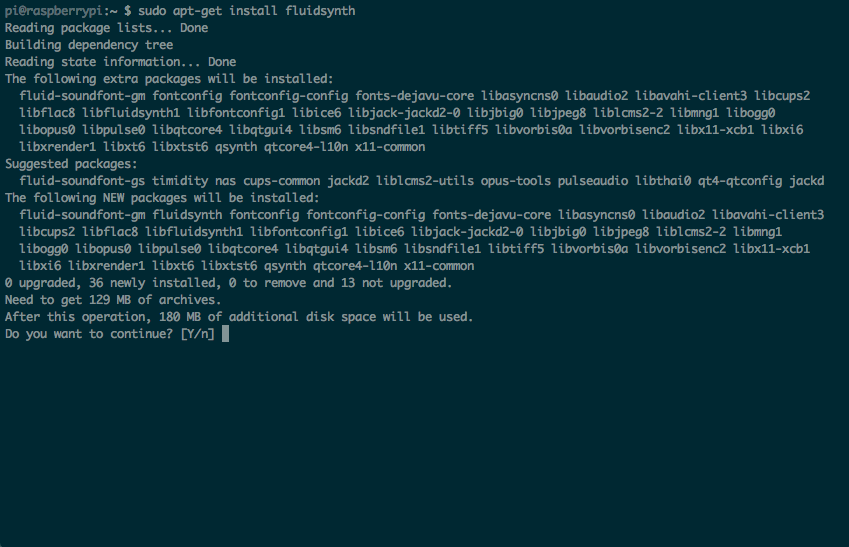 pi@raspberrypi:~ $ sudo apt-get install fluidsynth
Reading package lists... Done
Building dependency tree
Reading state information... Done
The following extra packages will be installed:
  fluid-soundfont-gm fontconfig fontconfig-config fonts-dejavu-core libasyncns0 libaudio2 libavahi-client3 libcups2
  libflac8 libfluidsynth1 libfontconfig1 libice6 libjack-jackd2-0 libjbig0 libjpeg8 liblcms2-2 libmng1 libogg0
  libopus0 libpulse0 libqtcore4 libqtgui4 libsm6 libsndfile1 libtiff5 libvorbis0a libvorbisenc2 libx11-xcb1 libxi6
  libxrender1 libxt6 libxtst6 qsynth qtcore4-l10n x11-common
Suggested packages:
  fluid-soundfont-gs timidity nas cups-common jackd2 liblcms2-utils opus-tools pulseaudio libthai0 qt4-qtconfig jackd
The following NEW packages will be installed:
  fluid-soundfont-gm fluidsynth fontconfig fontconfig-config fonts-dejavu-core libasyncns0 libaudio2 libavahi-client3
  libcups2 libflac8 libfluidsynth1 libfontconfig1 libice6 libjack-jackd2-0 libjbig0 libjpeg8 liblcms2-2 libmng1
  libogg0 libopus0 libpulse0 libqtcore4 libqtgui4 libsm6 libsndfile1 libtiff5 libvorbis0a libvorbisenc2 libx11-xcb1
  libxi6 libxrender1 libxt6 libxtst6 qsynth qtcore4-l10n x11-common
0 upgraded, 36 newly installed, 0 to remove and 13 not upgraded.
Need to get 129 MB of archives.
After this operation, 180 MB of additional disk space will be used.
Do you want to continue? [Y/n]